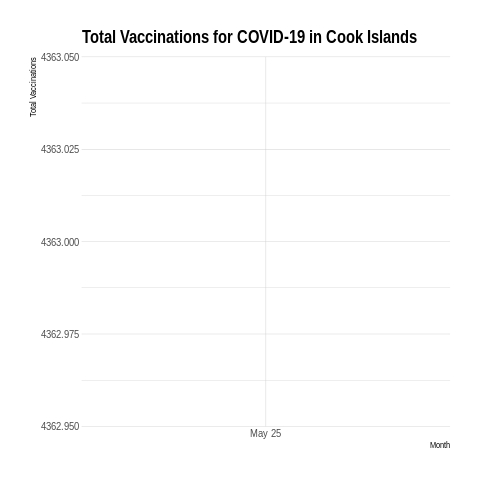 Total Vaccinations for COVID-19 in Cook Islands
Total Vaccinations
4363.050
4363.025
4363.000
4362.975
4362.950
May 25
Month